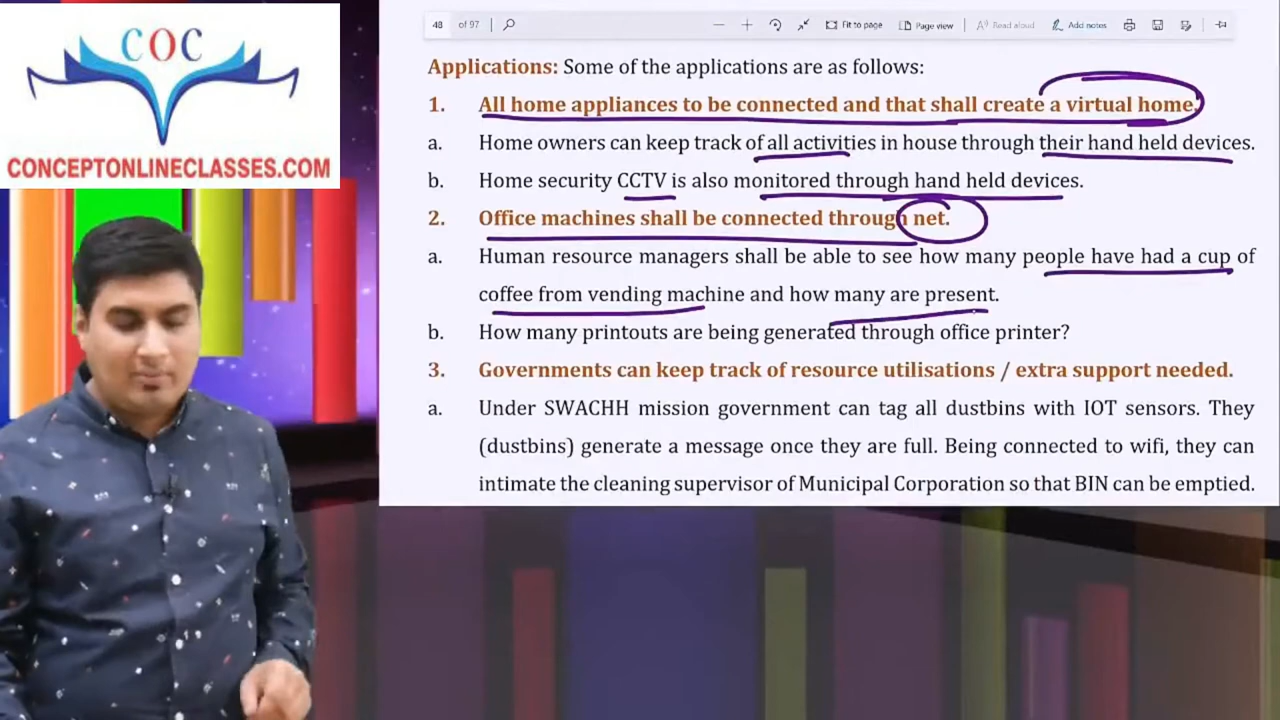 COC
CONCEPTONLINECLASSES.COM
48 of 97 Fit to page Page view Read aloud Add notes
Applications: Some of the applications are as follows:
1. All home appliances to be connected and that shall create a virtual home.
a. Home owners can keep track of all activities in house through their hand held devices.
b. Home security CCTV is also monitored through hand held devices.
2. Office machines shall be connected through net.
a. Human resource managers shall be able to see how many people have had a cup of
coffee from vending machine and how many are present.
b. How many printouts are being generated through office printer?
3. Governments can keep track of resource utilisations / extra support needed.
a. Under SWACHH mission government can tag all dustbins with IOT sensors. They
(dustbins) generate a message once they are full. Being connected to wifi, they can
intimate the cleaning supervisor of Municipal Corporation so that BIN can be emptied.